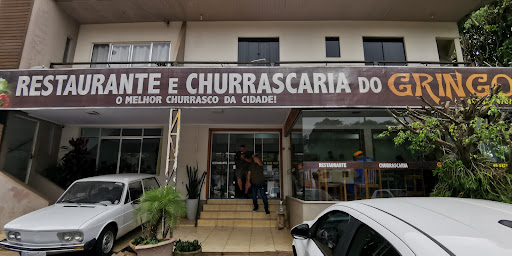 RESTAURANTE E CHURRASCARIA DO GRINGO
O MELHOR CHURRASCO DA CIDADE!
RESTAURANTE CHURRASCARIA